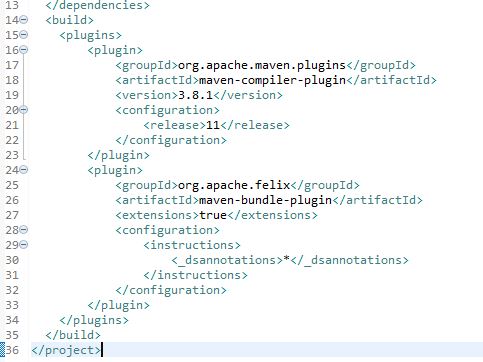 13 </dependencies>
14 <build>
15 <plugins>
16 <plugin>
17 <groupId>org.apache.maven.plugins</groupId>
18 <artifactId>maven-compiler-plugin</artifactId>
19 <version>3.8.1</version>
20 <configuration>
21 <release>11</release>
22 </configuration>
23 </plugin>
24 <plugin>
25 <groupId>org.apache.felix</groupId>
26 <artifactId>maven-bundle-plugin</artifactId>
27 <extensions>true</extensions>
28 <configuration>
29 <instructions>
30 <_dsannotations>*</_dsannotations>
31 </instructions>
32 </configuration>
33 </plugin>
34 </plugins>
35 </build>
36 </project>